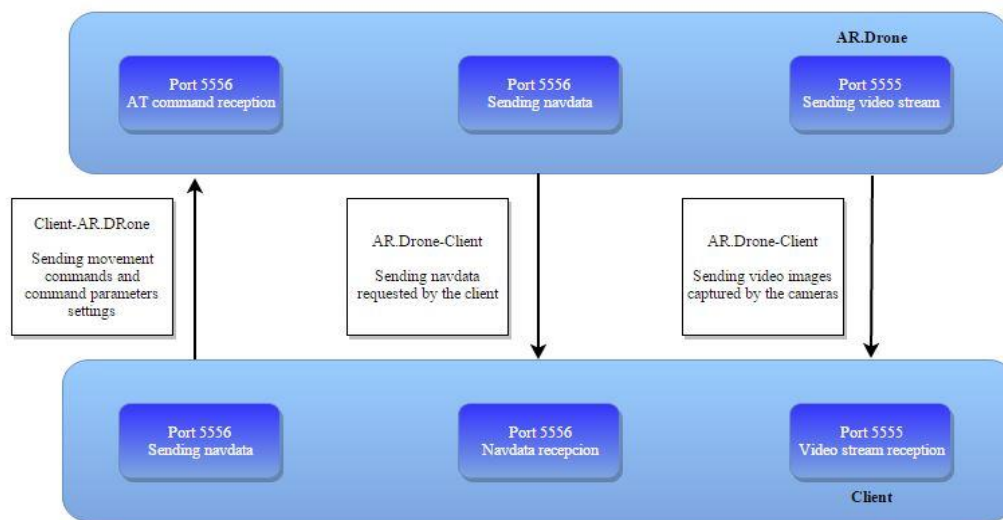 AR.Drone
Port 5556
AT command reception
Port 5556
Sending navdata
Port 5555
Sending video stream
Client-AR.DRone
Sending movement
commands and
command parameters
settings
AR.Drone-Client
Sending navdata
requested by the client
AR.Drone-Client
Sending video images
captured by the cameras
Port 5556
Sending navdata
Port 5556
Navdata recepcion
Port 5555
Video stream reception
Client